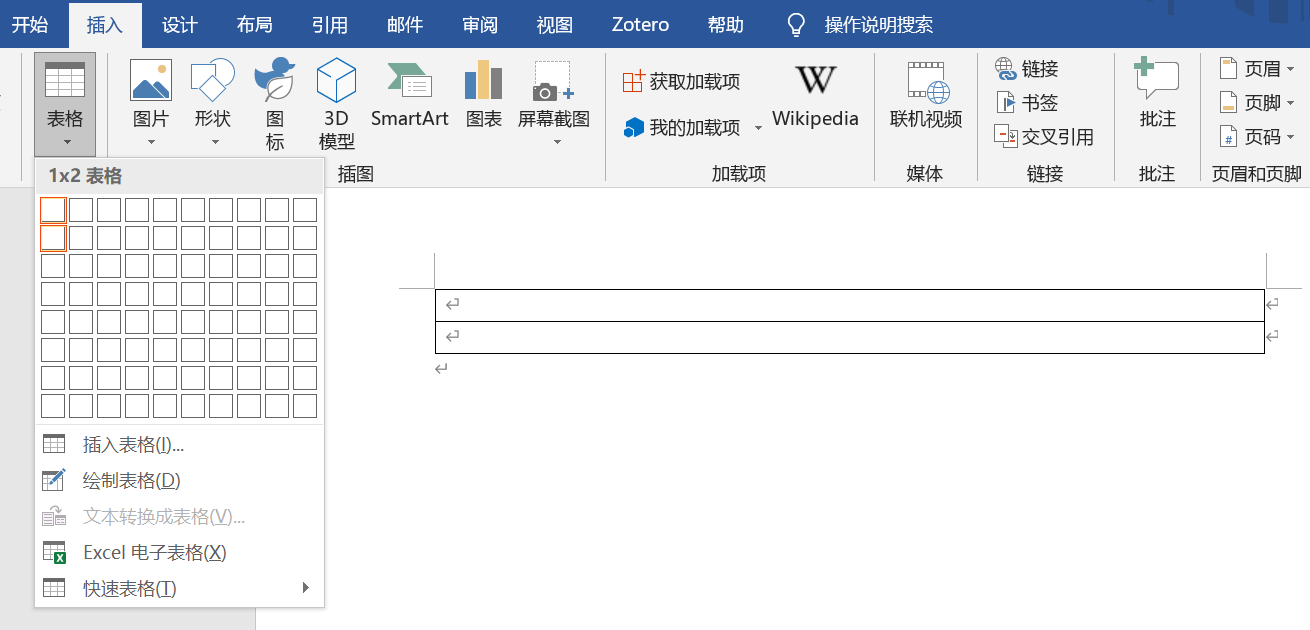 开始 插入 设计 布局 引用 邮件 审阅 视图 Zotero 帮助 操作说明搜索
表格
图片
形状
图
标
3D
模型
SmartArt
图表
屏幕截图
插图
获取加载项
我的加载项
W
Wikipedia
加载项
联机视频
媒体
链接
书签
交叉引用
链接
批注
批注
页眉
页脚
# 页码
页眉和页脚
1x2 表格
插入表格(I)...
绘制表格(D)
文本转换成表格(V)...
Excel 电子表格(X)
快速表格(T)